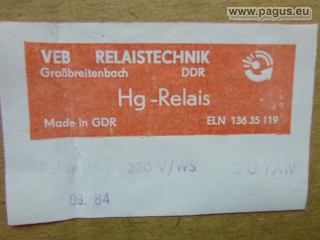 www.pagus.eu
VEB RELAISTECHNIK
Großbreitenbach DDR
Hg-Relais
Made in GDR ELN 136 35 119
220 V/WS
09. 84